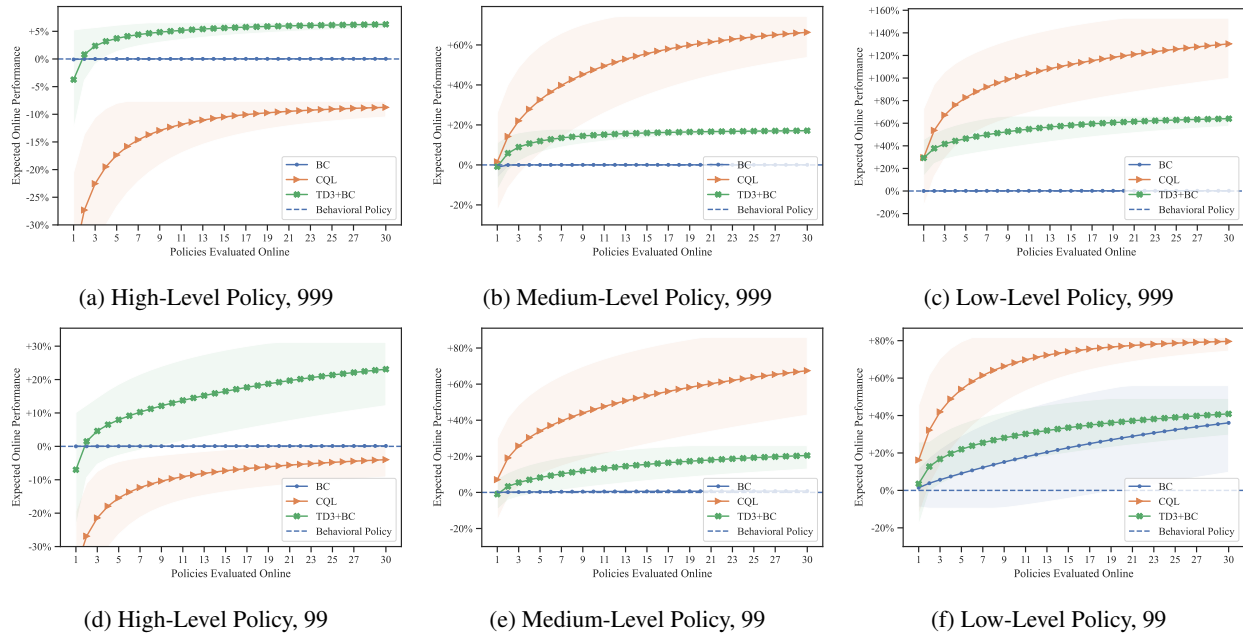 Expected Online Performance
+5%
0%
-5%
-10%
-15%
-20%
-25%
-30%
BC
CQL
TD3+BC
Behavioral Policy
1 3 5 7 9 11 13 15 17 19 21 23 25 27 30
Policies Evaluated Online
(a) High-Level Policy, 999
Expected Online Performance
+60%
+40%
+20%
0%
-20%
BC
CQL
TD3+BC
Behavioral Policy
1 3 5 7 9 11 13 15 17 19 21 23 25 27 30
Policies Evaluated Online
(b) Medium-Level Policy, 999
Expected Online Performance
+160%
+140%
+120%
+100%
+80%
+60%
+40%
+20%
0%
-20%
BC
CQL
TD3+BC
Behavioral Policy
1 3 5 7 9 11 13 15 17 19 21 23 25 27 30
Policies Evaluated Online
(c) Low-Level Policy, 999
Expected Online Performance
+30%
+20%
+10%
0%
-10%
-20%
-30%
BC
CQL
TD3+BC
Behavioral Policy
1 3 5 7 9 11 13 15 17 19 21 23 25 27 30
Policies Evaluated Online
(d) High-Level Policy, 99
Expected Online Performance
+80%
+60%
+40%
+20%
0%
-20%
BC
CQL
TD3+BC
Behavioral Policy
1 3 5 7 9 11 13 15 17 19 21 23 25 27 30
Policies Evaluated Online
(e) Medium-Level Policy, 99
Expected Online Performance
+80%
+60%
+40%
+20%
0%
-20%
BC
CQL
TD3+BC
Behavioral Policy
1 3 5 7 9 11 13 15 17 19 21 23 25 27 30
Policies Evaluated Online
(f) Low-Level Policy, 99